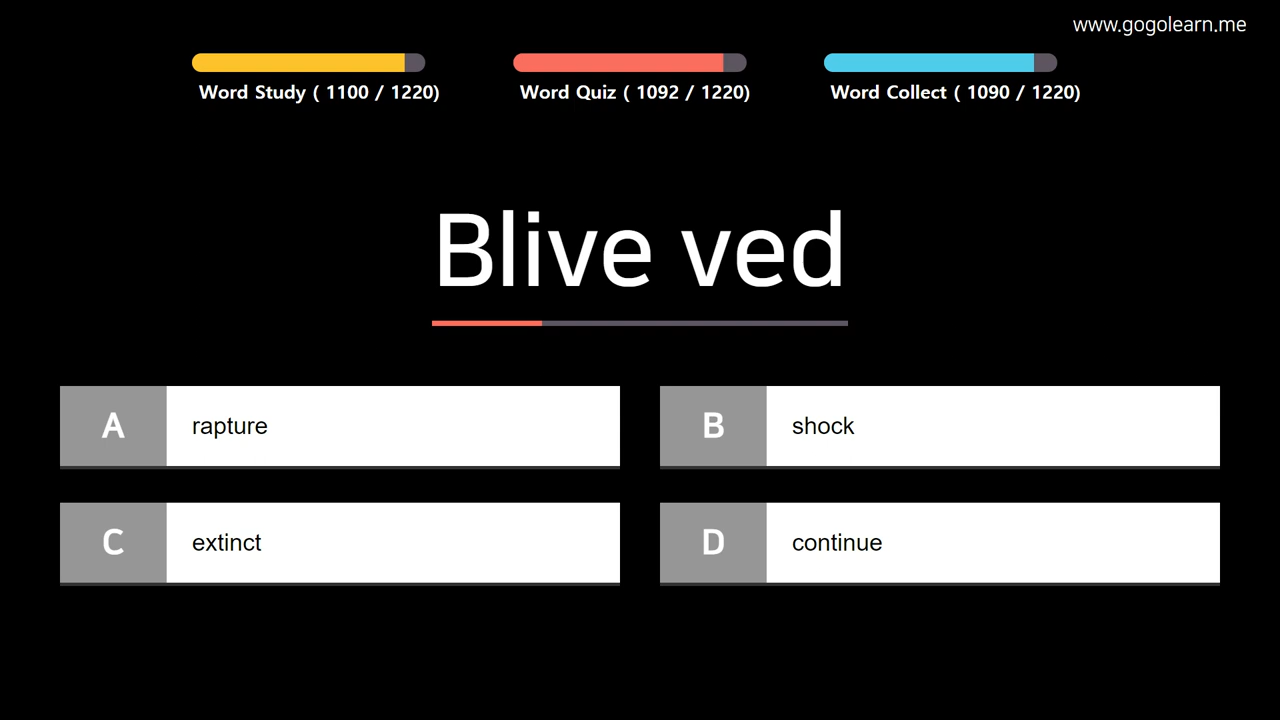 www.gogolearn.me
Word Study ( 1100 / 1220)
Word Quiz ( 1092 / 1220)
Word Collect ( 1090 / 1220)
Blive ved
A rapture
B shock
C extinct
D continue